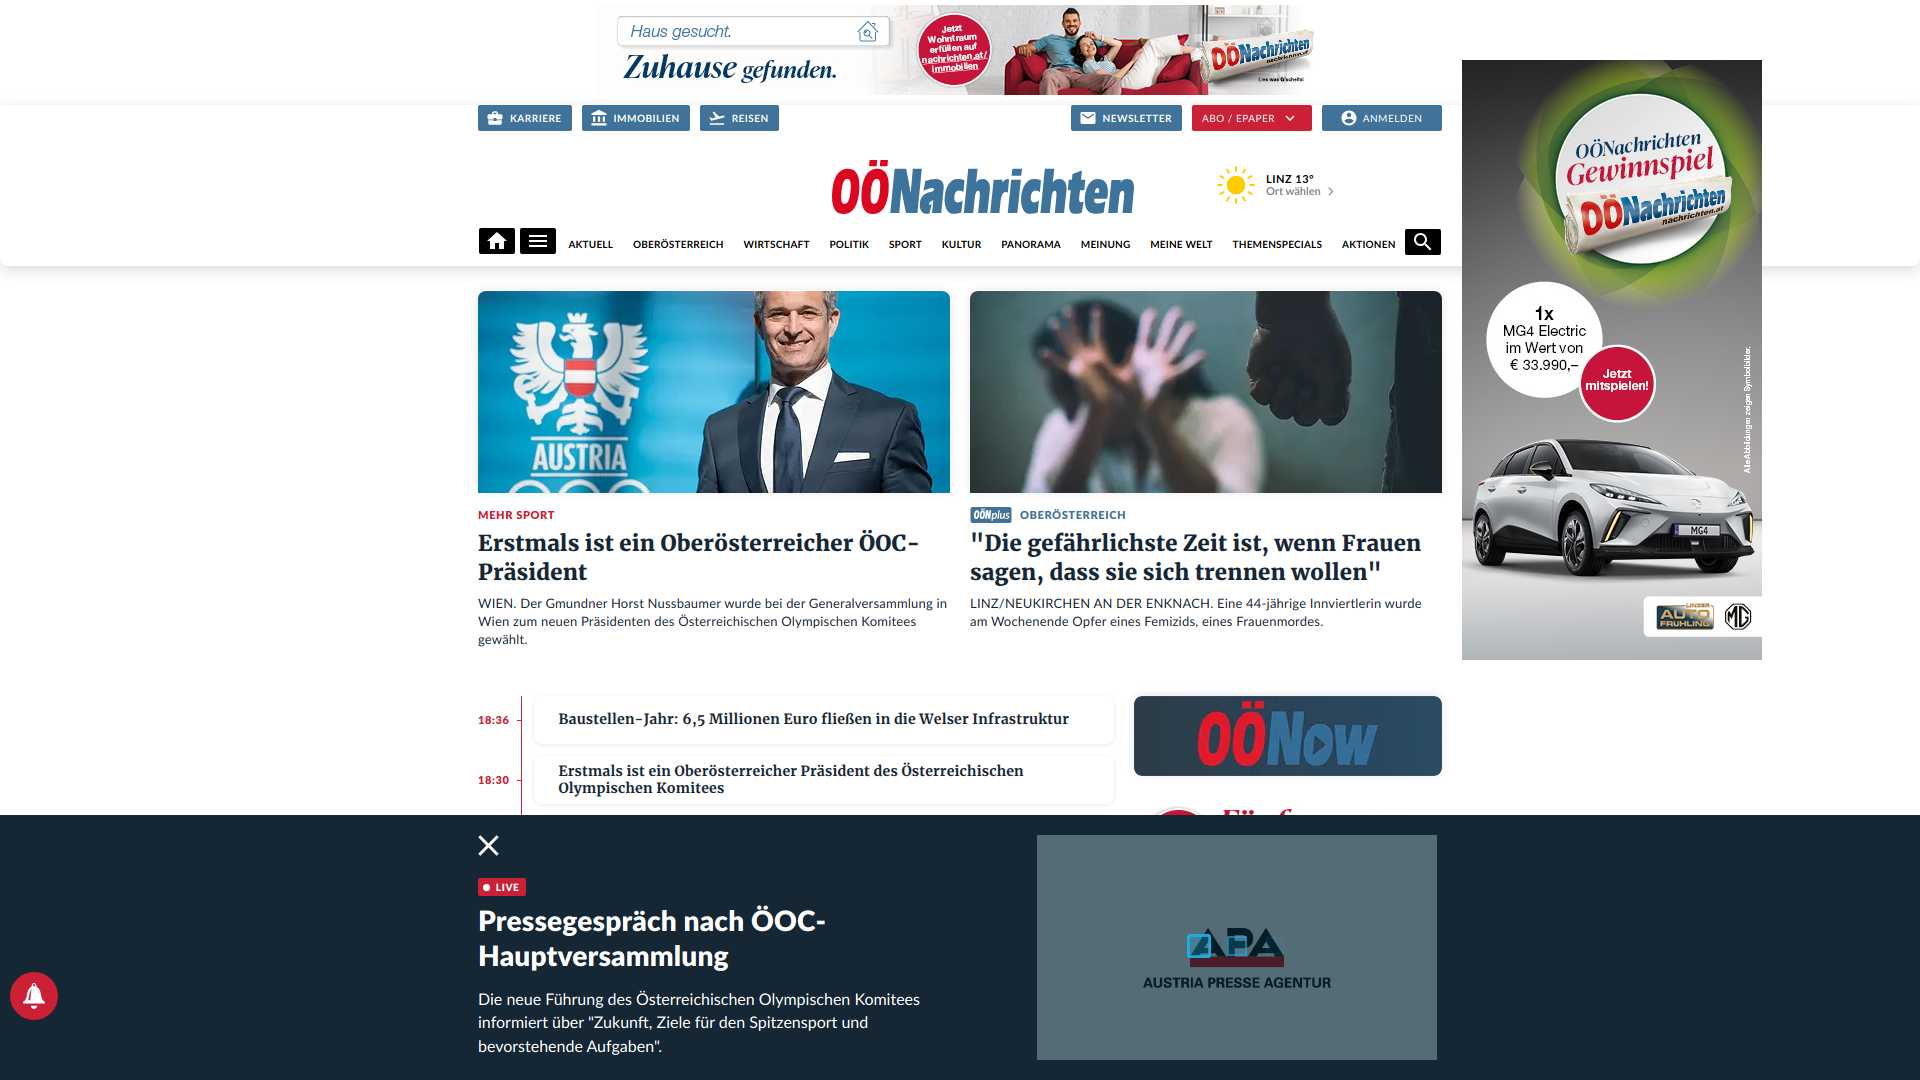 Haus gesucht.
Zuhause gefunden.
Jetzt
Wohntraum
erfüllen auf
nachrichten.at/
immobilien
OÖNachrichten
Lies was G'scheits!
KARRIERE
IMMOBILIEN
REISEN
NEWSLETTER
ABO / EPAPER
ANMELDEN
OÖNachrichten
LINZ 13°
Ort wählen
AKTUELL
OBERÖSTERREICH
WIRTSCHAFT
POLITIK
SPORT
KULTUR
PANORAMA
MEINUNG
MEINE WELT
THEMENSPECIALS
AKTIONEN
OÖNachrichten
Gewinnspiel
OÖNachrichten
nachrichten.at
1x
MG4 Electric
im Wert von
€ 33.990,–
Jetzt
mitspielen!
Alle Abbildungen zeigen Symbolbilder.
MG4
LINZER
AUTO
FRÜHLING
MG
AUSTRIA
MEHR SPORT
Erstmals ist ein Oberösterreicher ÖOC-
Präsident
WIEN. Der Gmundner Horst Nussbaumer wurde bei der Generalversammlung in
Wien zum neuen Präsidenten des Österreichischen Olympischen Komitees
gewählt.
OÖNplus OBERÖSTERREICH
"Die gefährlichste Zeit ist, wenn Frauen
sagen, dass sie sich trennen wollen"
LINZ/NEUKIRCHEN AN DER ENKNACH. Eine 44-jährige Innviertlerin wurde
am Wochenende Opfer eines Femizids, eines Frauenmordes.
18:36
Baustellen-Jahr: 6,5 Millionen Euro fließen in die Welser Infrastruktur
18:30
Erstmals ist ein Oberösterreicher Präsident des Österreichischen
Olympischen Komitees
OÖNow
LIVE
Pressegespräch nach ÖOC-
Hauptversammlung
Die neue Führung des Österreichischen Olympischen Komitees
informiert über "Zukunft, Ziele für den Spitzensport und
bevorstehende Aufgaben".
APA
AUSTRIA PRESSE AGENTUR